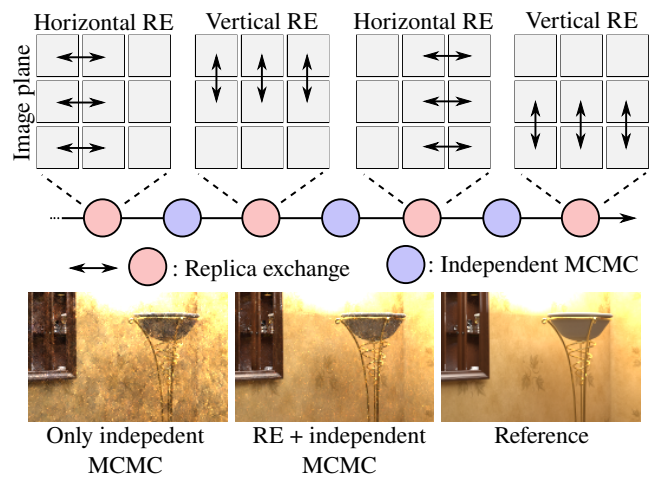 Horizontal RE
Vertical RE
Horizontal RE
Vertical RE
Image plane
: Replica exchange
: Independent MCMC
Only indepedent
MCMC
RE + independent
MCMC
Reference